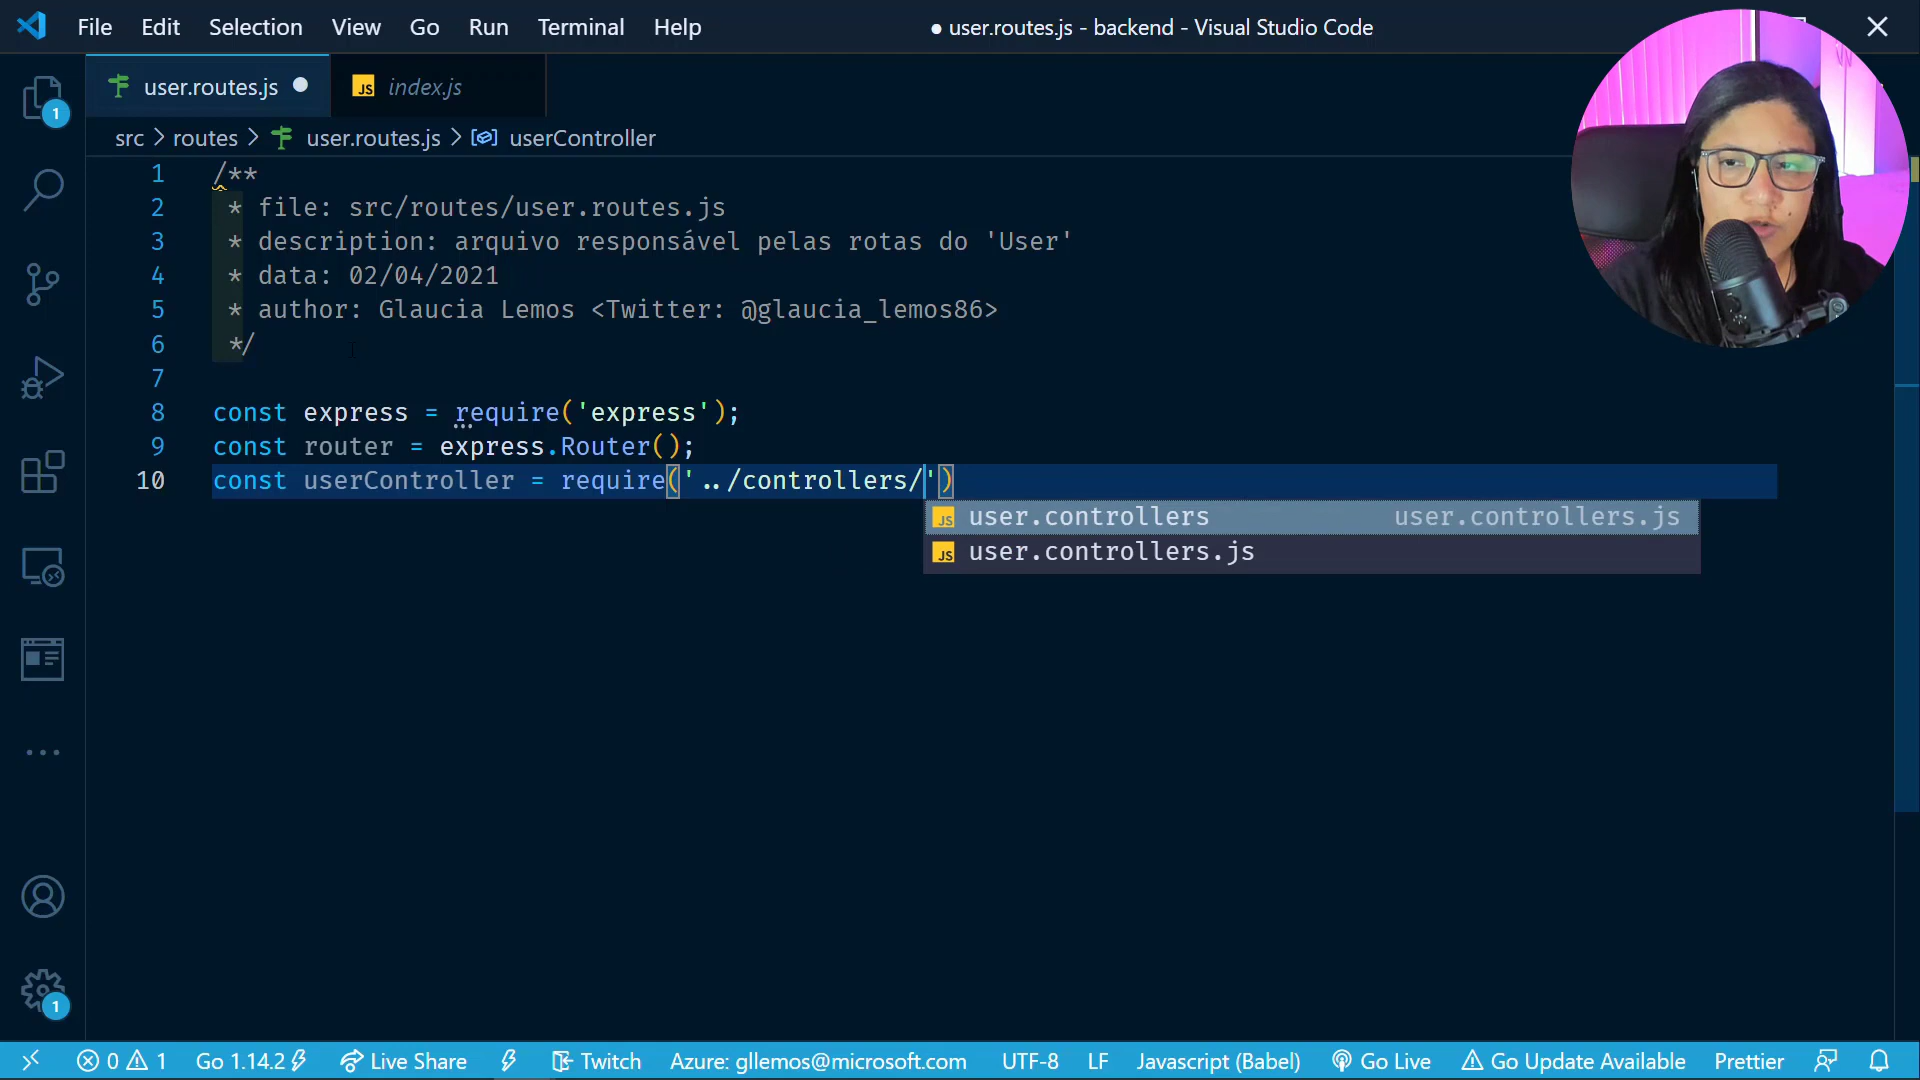 File Edit Selection View Go Run Terminal Help
● user.routes.js - backend - Visual Studio Code
user.routes.js ●
JS index.js
src > routes > user.routes.js > userController
1 /**
2 * file: src/routes/user.routes.js
3 * description: arquivo responsável pelas rotas do 'User'
4 * data: 02/04/2021
5 * author: Glaucia Lemos <Twitter: @glaucia_lemos86>
6 */
7
8 const express = require('express');
9 const router = express.Router();
10 const userController = require('../controllers/')
JS user.controllers user.controllers.js
JS user.controllers.js
1
1
0 1 Go 1.14.2 Live Share Twitch Azure: gllemos@microsoft.com UTF-8 LF Javascript (Babel) Go Live Go Update Available Prettier